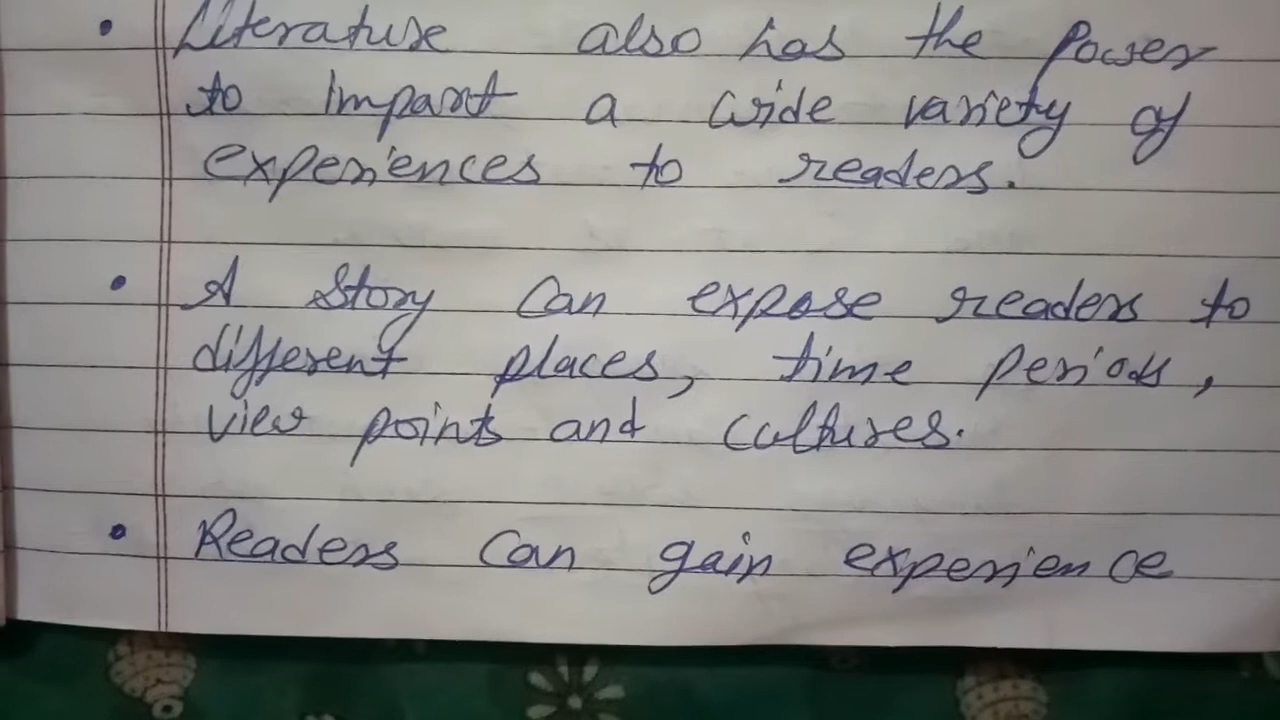 • Literature also has the Power
to Impart a wide variety of
experiences to readers.
• A Story Can expose readers to
different places, time periods,
view points and Cultures.
• Readers Can gain experience